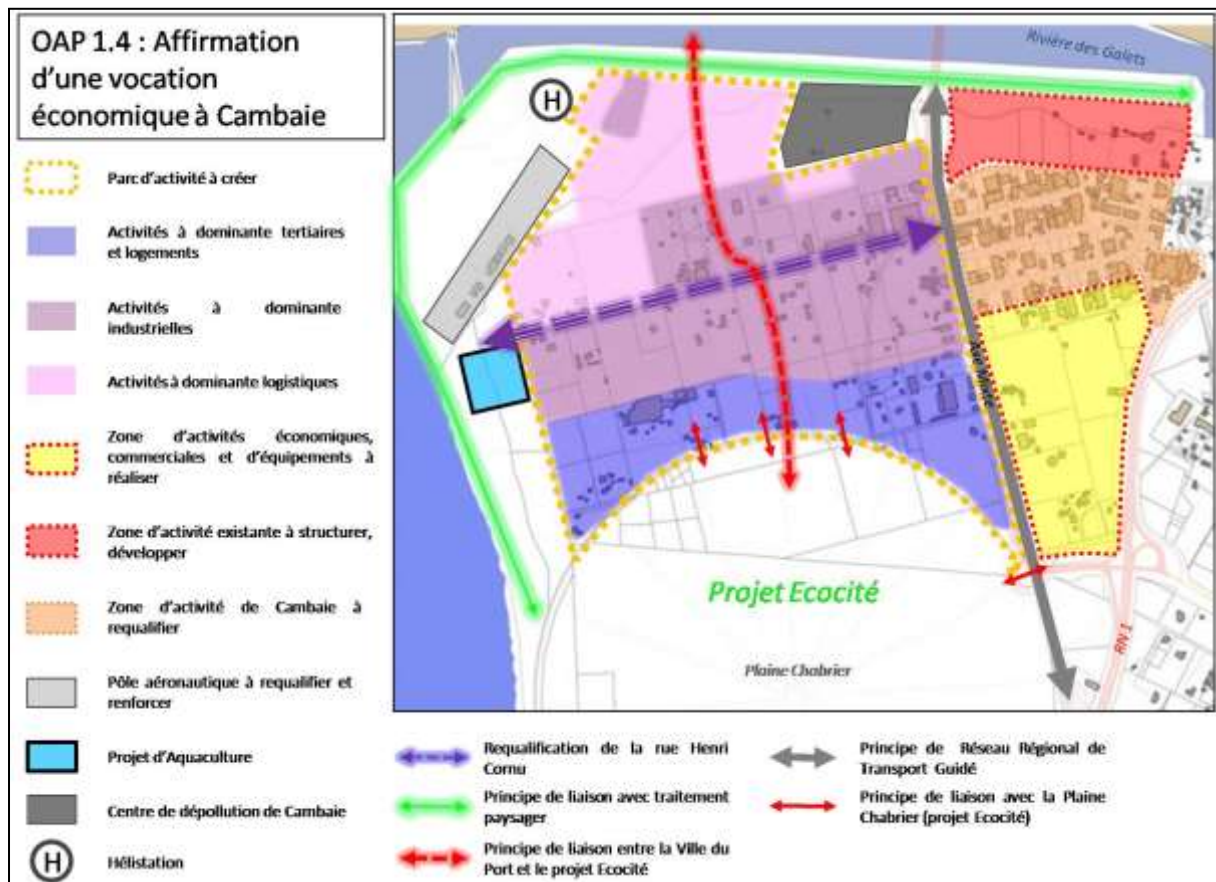 OAP 1.4 : Affirmation
d'une vocation
économique à Cambaie
Parc d'activité à créer
Activités à dominante tertiaires
et logements
Activités à dominante
industrielles
Activités à dominante logistiques
Zone d'activités économiques,
commerciales et d'équipements à
réaliser
Zone d'activité existante à structurer,
développer
Zone d'activité de Cambaie à
requalifier
Pôle aéronautique à requalifier et
renforcer
Projet d'Aquaculture
Centre de dépollution de Cambaie
H
Hélistation
Rivière des Galets
H
Axe Mixte
Projet Ecocité
Plaine Chabrier
RN 1
Requalification de la rue Henri
Cornu
Principe de liaison avec traitement
paysager
Principe de liaison entre la Ville du
Port et le projet Ecocité
Principe de Réseau Régional de
Transport Guidé
Principe de liaison avec la Plaine
Chabrier (projet Ecocité)